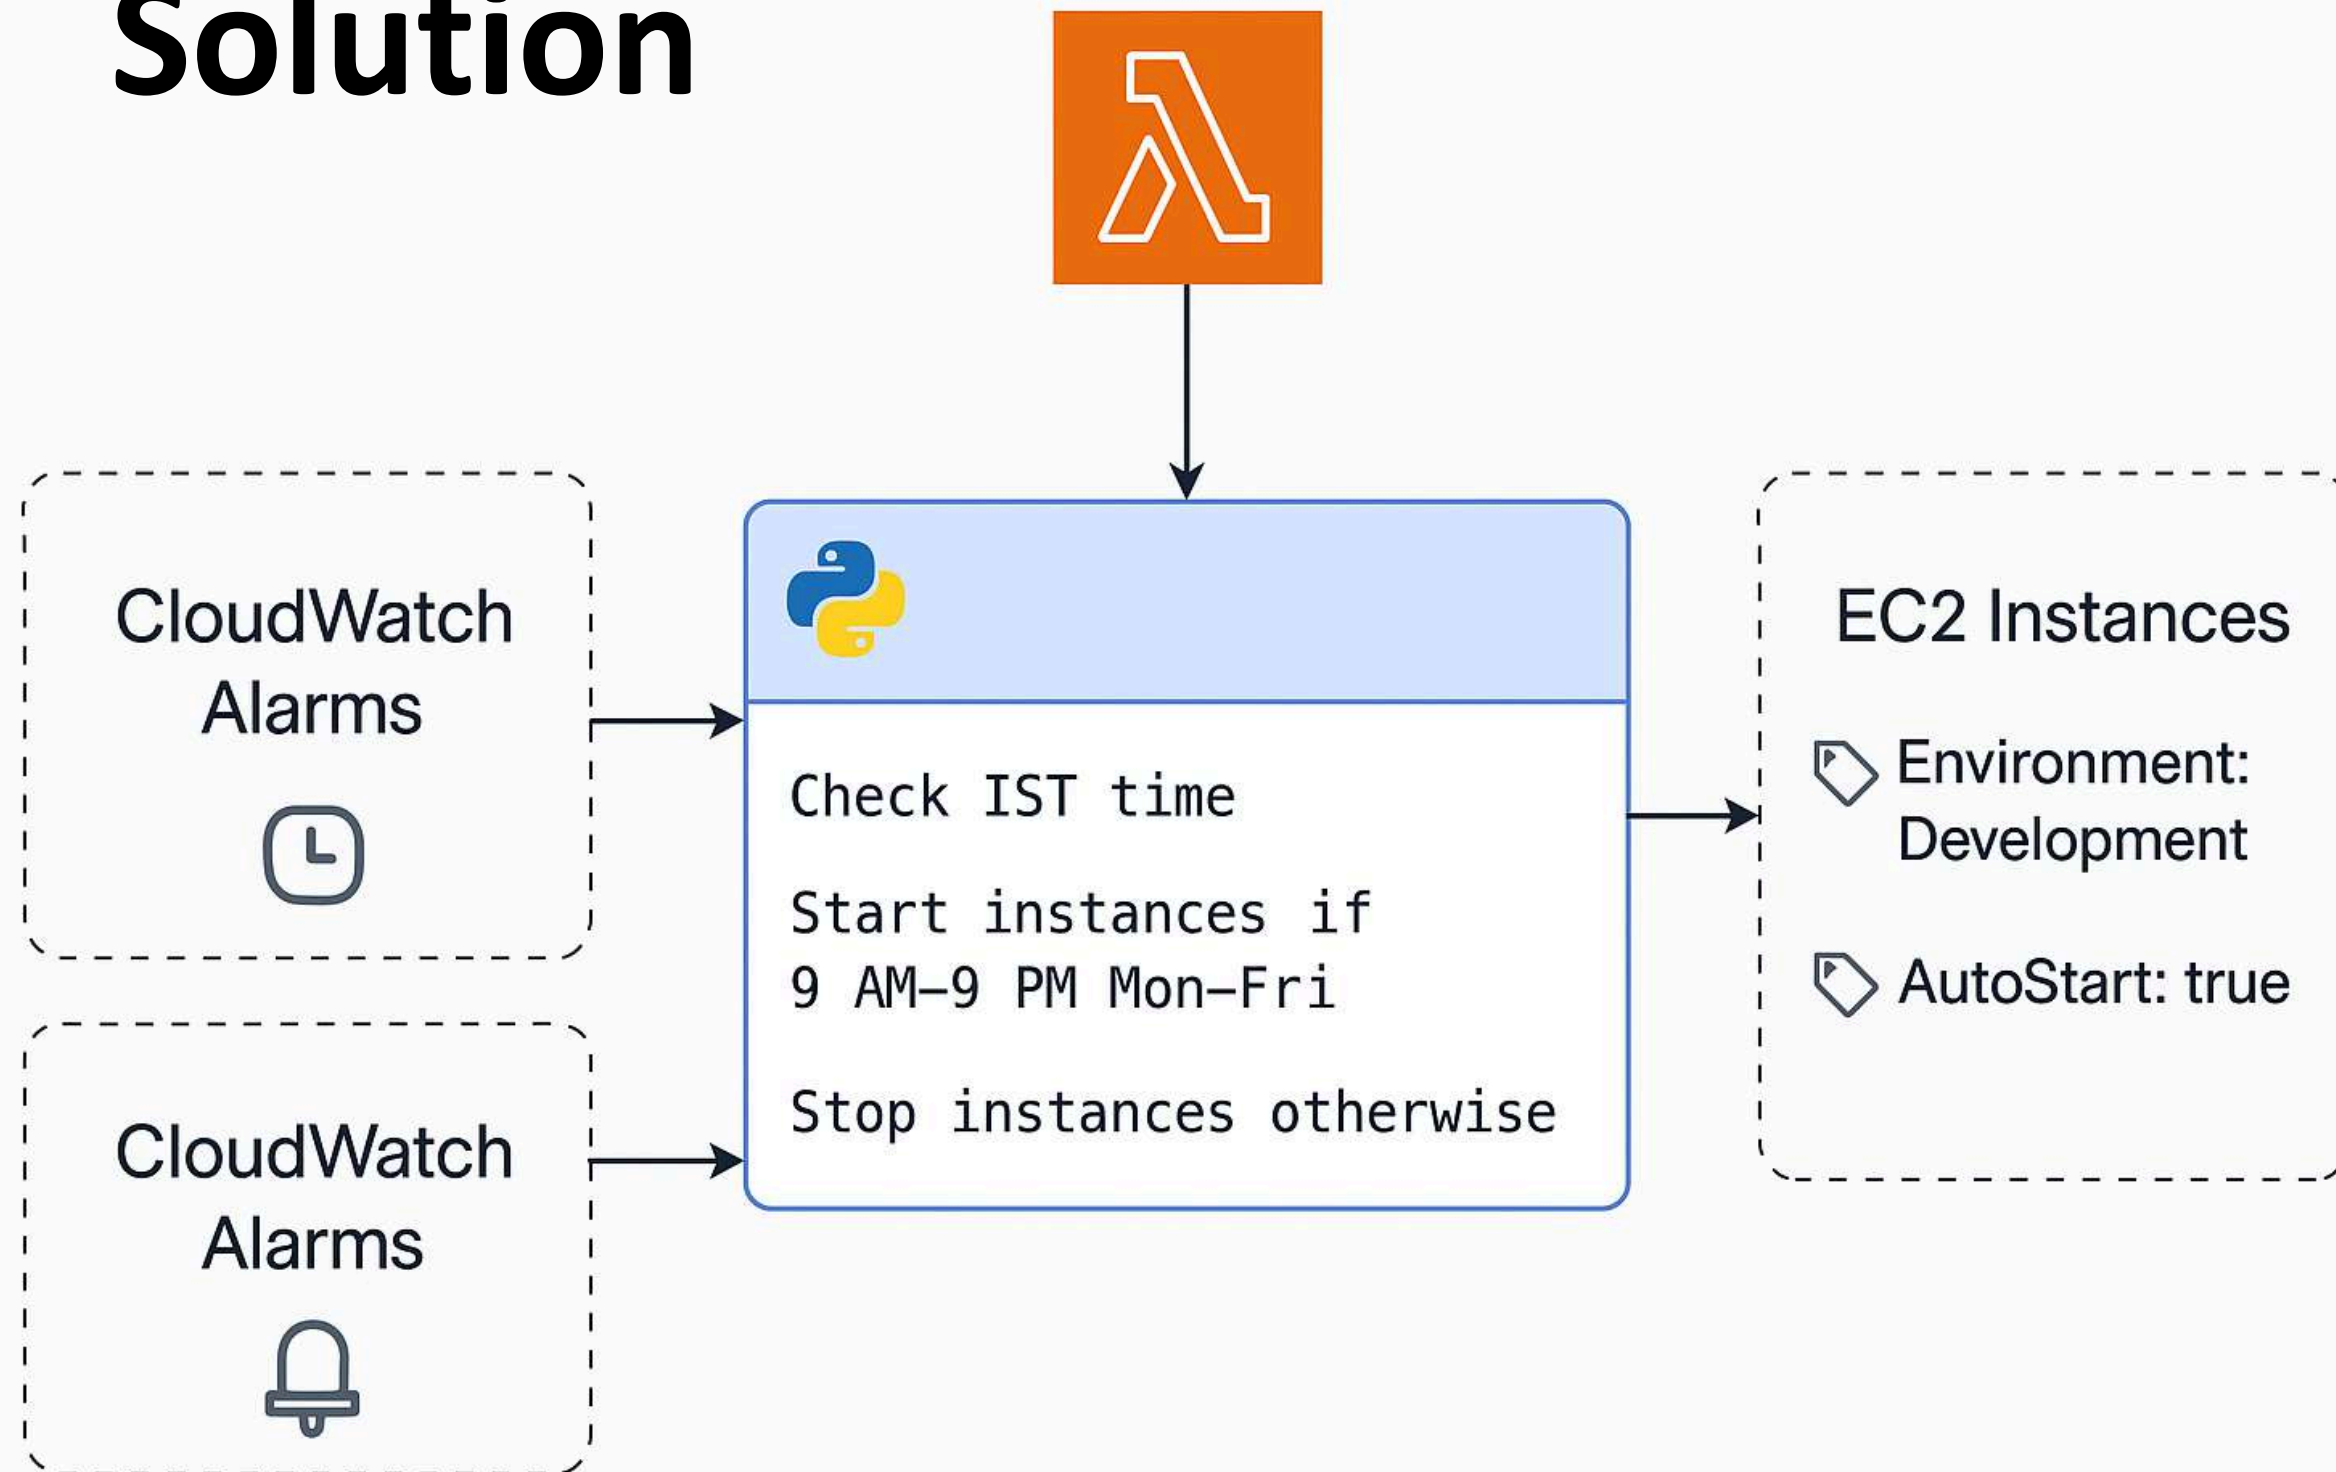 Solution
CloudWatch
Alarms
CloudWatch
Alarms
Check IST time
Start instances if
9 AM–9 PM Mon–Fri
Stop instances otherwise
EC2 Instances
Environment:
Development
AutoStart: true